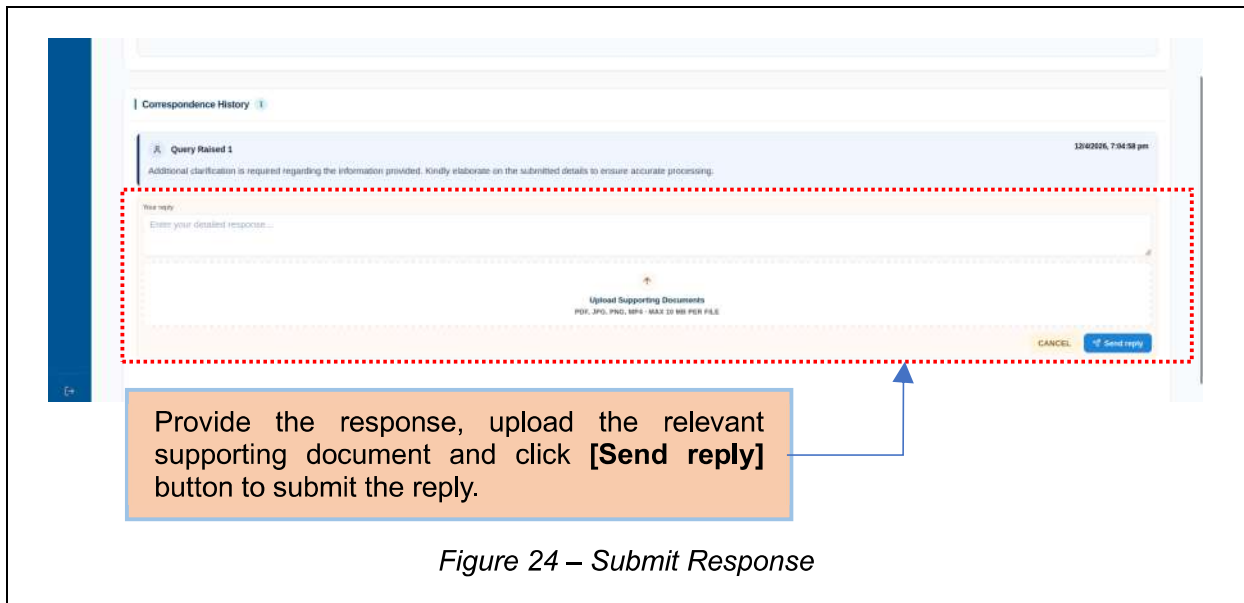 Correspondence History 1
Query Raised 1
12/4/2026, 7:04:58 pm
Additional clarification is required regarding the information provided. Kindly elaborate on the submitted details to ensure accurate processing.
Your reply
Enter your detailed response...
Upload Supporting Documents
PDF, JPG, PNG, MP4 - MAX 10 MB PER FILE
CANCEL Send reply
Provide the response, upload the relevant
supporting document and click [Send reply]
button to submit the reply.
Figure 24 – Submit Response